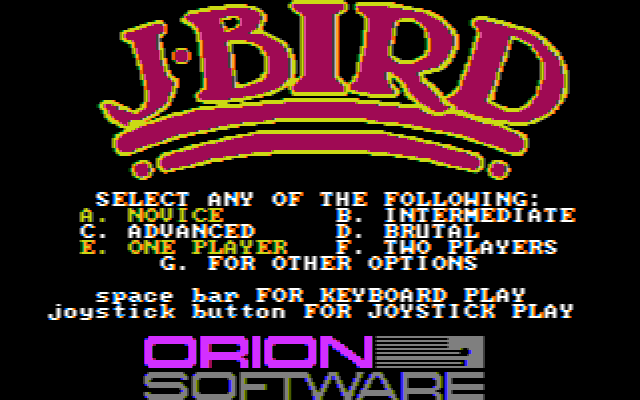 J·BIRD
SELECT ANY OF THE FOLLOWING:
A. NOVICE B. INTERMEDIATE
C. ADVANCED D. BRUTAL
E. ONE PLAYER F. TWO PLAYERS
G. FOR OTHER OPTIONS
space bar FOR KEYBOARD PLAY
joystick button FOR JOYSTICK PLAY
ORION
SOFTWARE